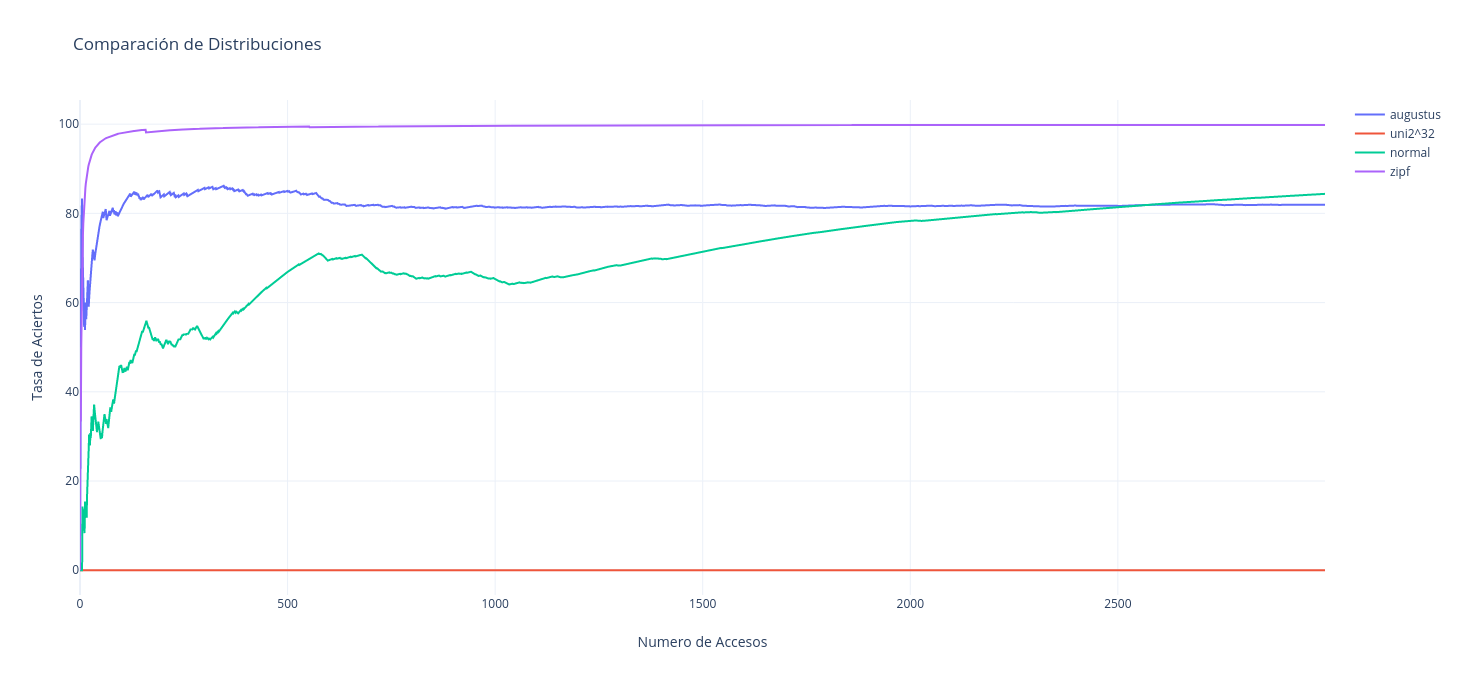 Comparación de Distribuciones
augustus
uni2^32
normal
zipf
Tasa de Aciertos
100
80
60
40
20
0
0 500 1000 1500 2000 2500
Numero de Accesos